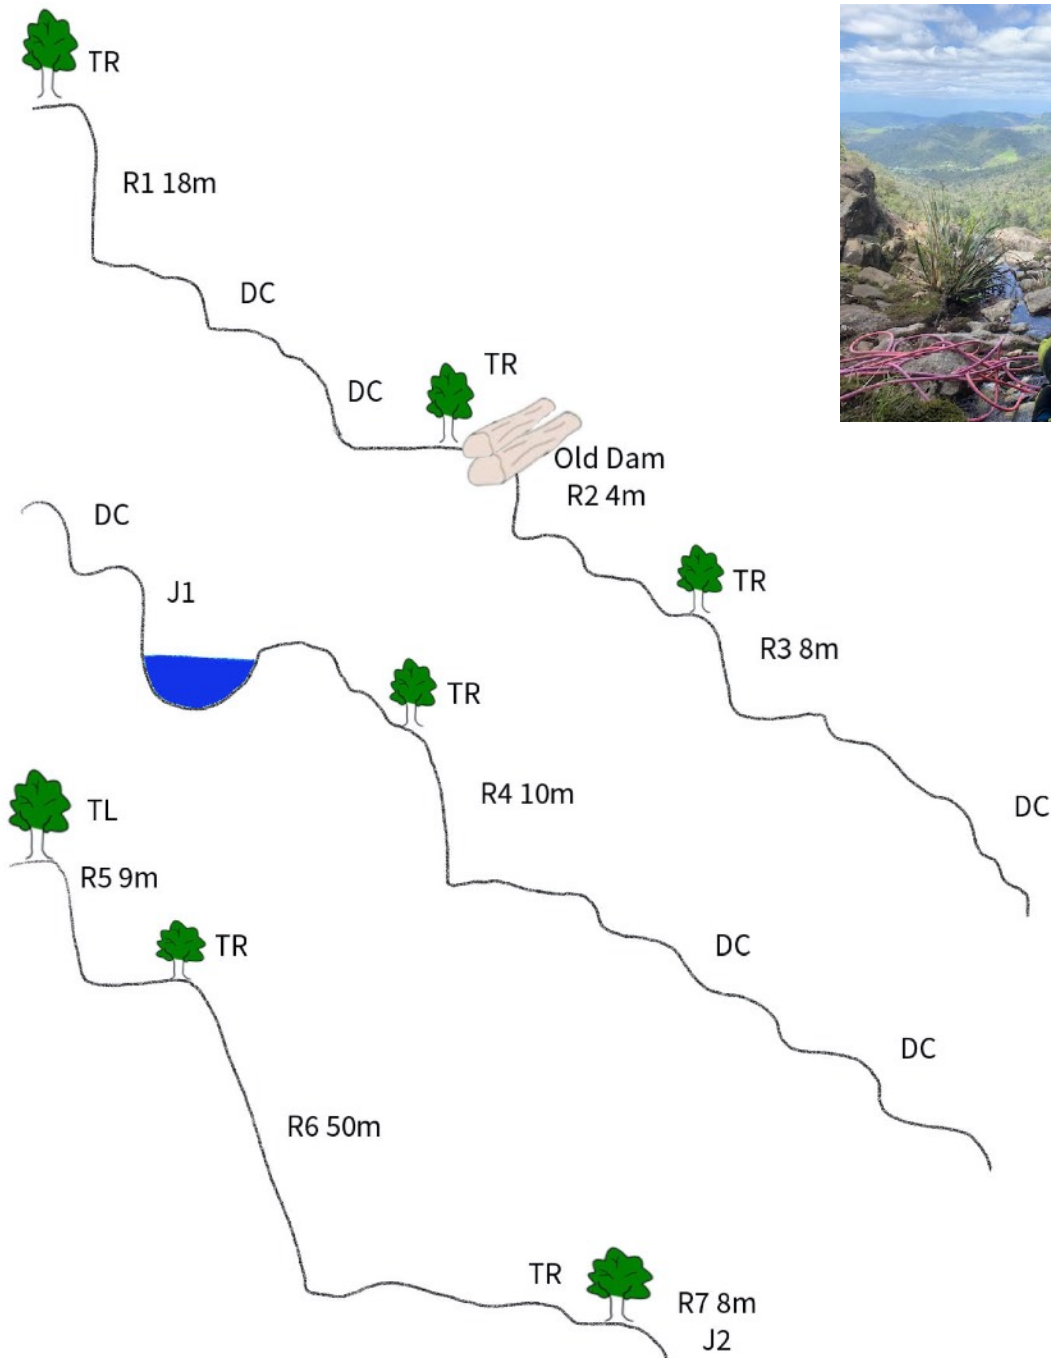 TR
R1 18m
DC
DC
TR
Old Dam
R2 4m
TR
R3 8m
DC
DC
J1
TR
R4 10m
DC
DC
TL
R5 9m
TR
R6 50m
TR
R7 8m
J2